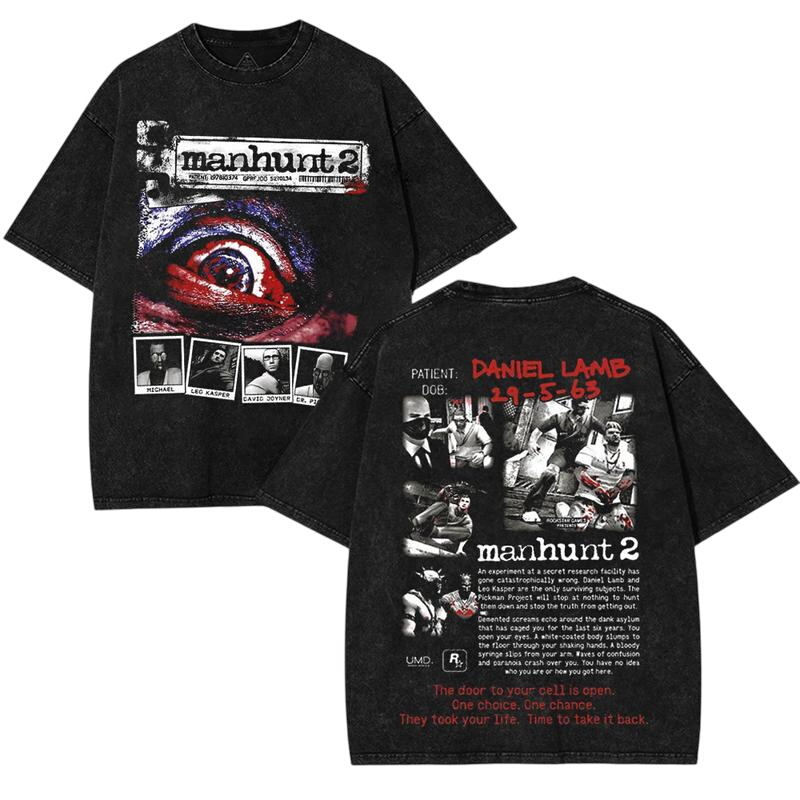 manhunt 2
MICHAEL
LEO KASPER
DAVID JOYNER
DR. PI
PATIENT: DANIEL LAMB
DOB: 29-5-63
ROCKSTAR GAMES
PRESENTS
manhunt 2
An experiment at a secret research facility has
gone catastrophically wrong. Daniel Lamb and
Leo Kasper are the only surviving subjects. The
Pickman Project will stop at nothing to hunt
them down and stop the truth from getting out.
Demented screams echo around the dank asylum
that has caged you for the last six years. You
open your eyes. A white-coated body slumps to
the floor through your shaking hands. A bloody
syringe slips from your arm. Waves of confusion
and paranoia crash over you. You have no idea
who you are or how you got here.
UMD.
R
The door to your cell is open.
One choice. One chance.
They took your life. Time to take it back.